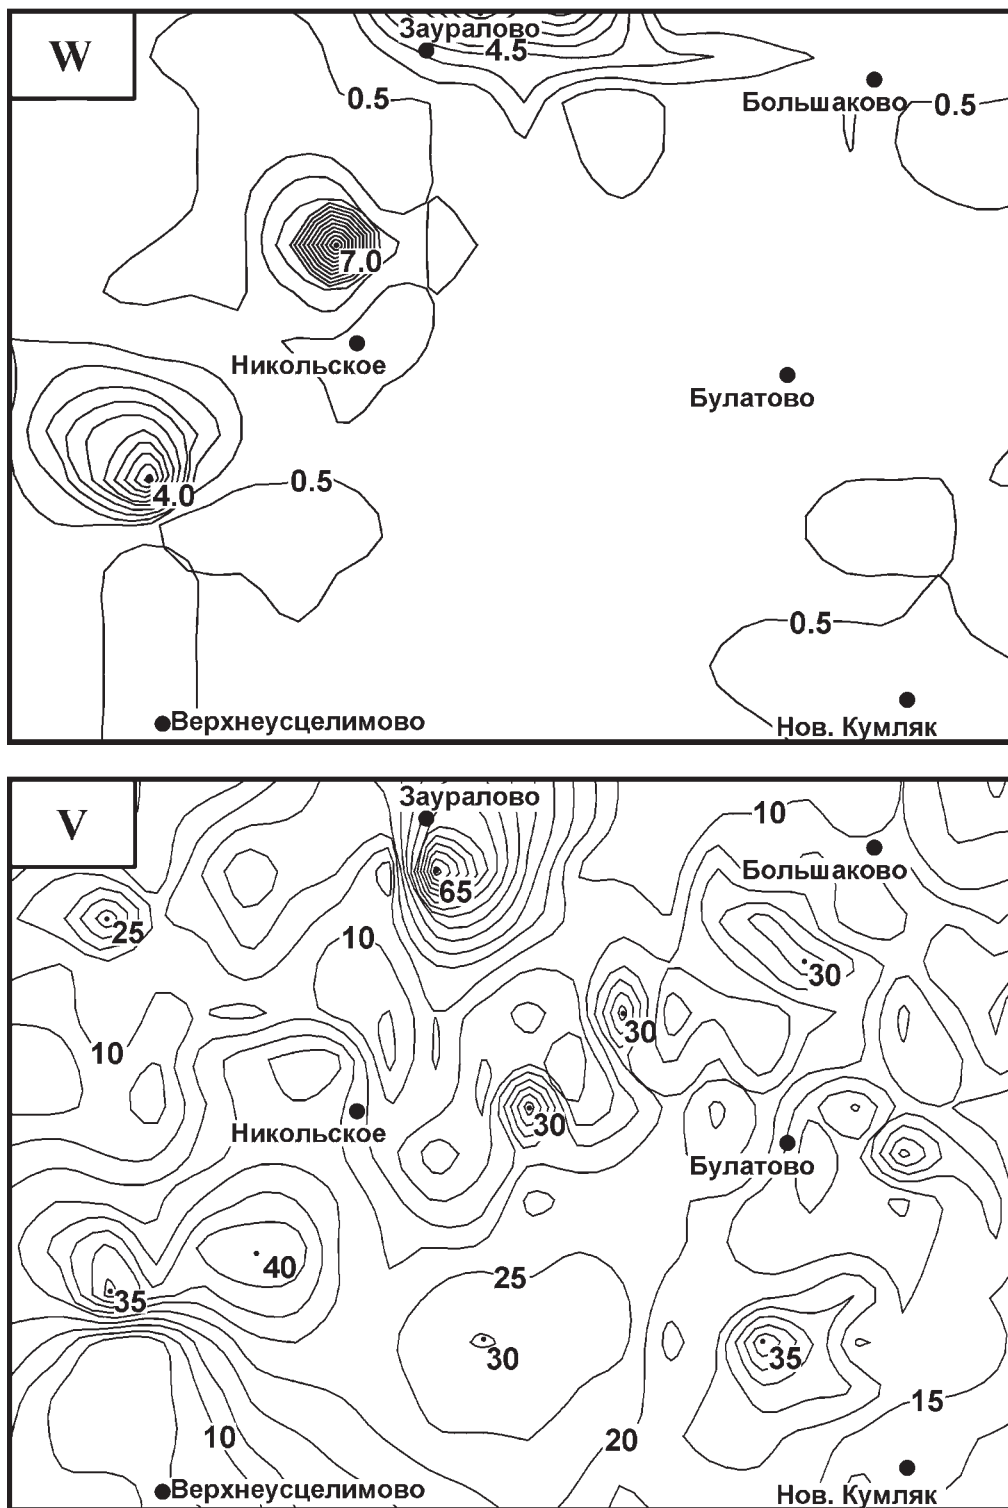 W
Зауралово
4.5
0.5
Большаково
0.5
7.0
Никольское
Булатово
4.0
0.5
0.5
Верхнеусцелимово
Нов. Кумляк
V
Зауралово
10
Большаково
65
25
10
30
30
10
30
Никольское
Булатово
40
25
35
30
35
15
10
20
Верхнеусцелимово
Нов. Кумляк